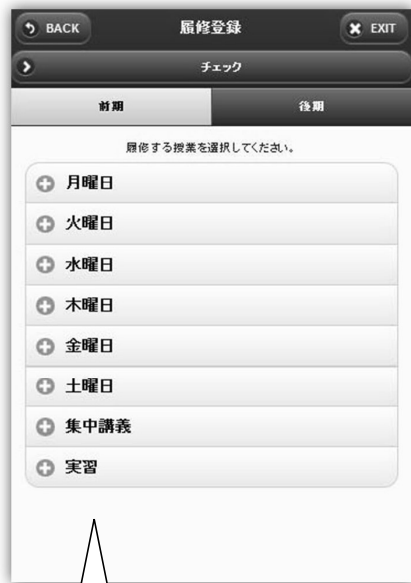 BACK 履修登録 EXIT
チェック
前期 後期
履修する授業を選択してください。
月曜日
火曜日
水曜日
木曜日
金曜日
土曜日
集中講義
実習